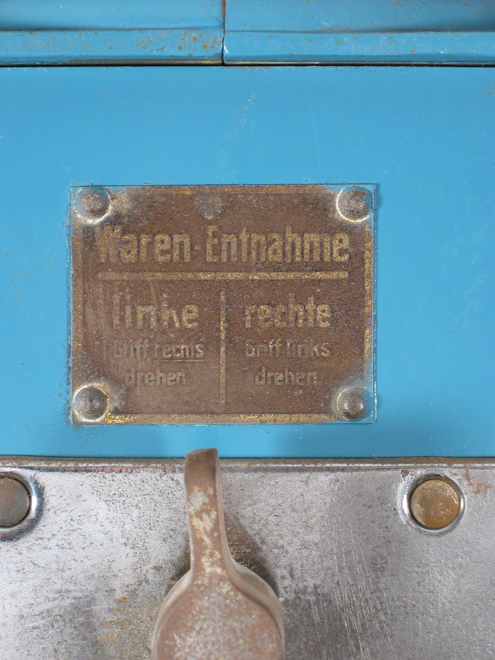 Waren-Entnahme
linke
Griff rechts
drehen
rechte
Griff links
drehen.